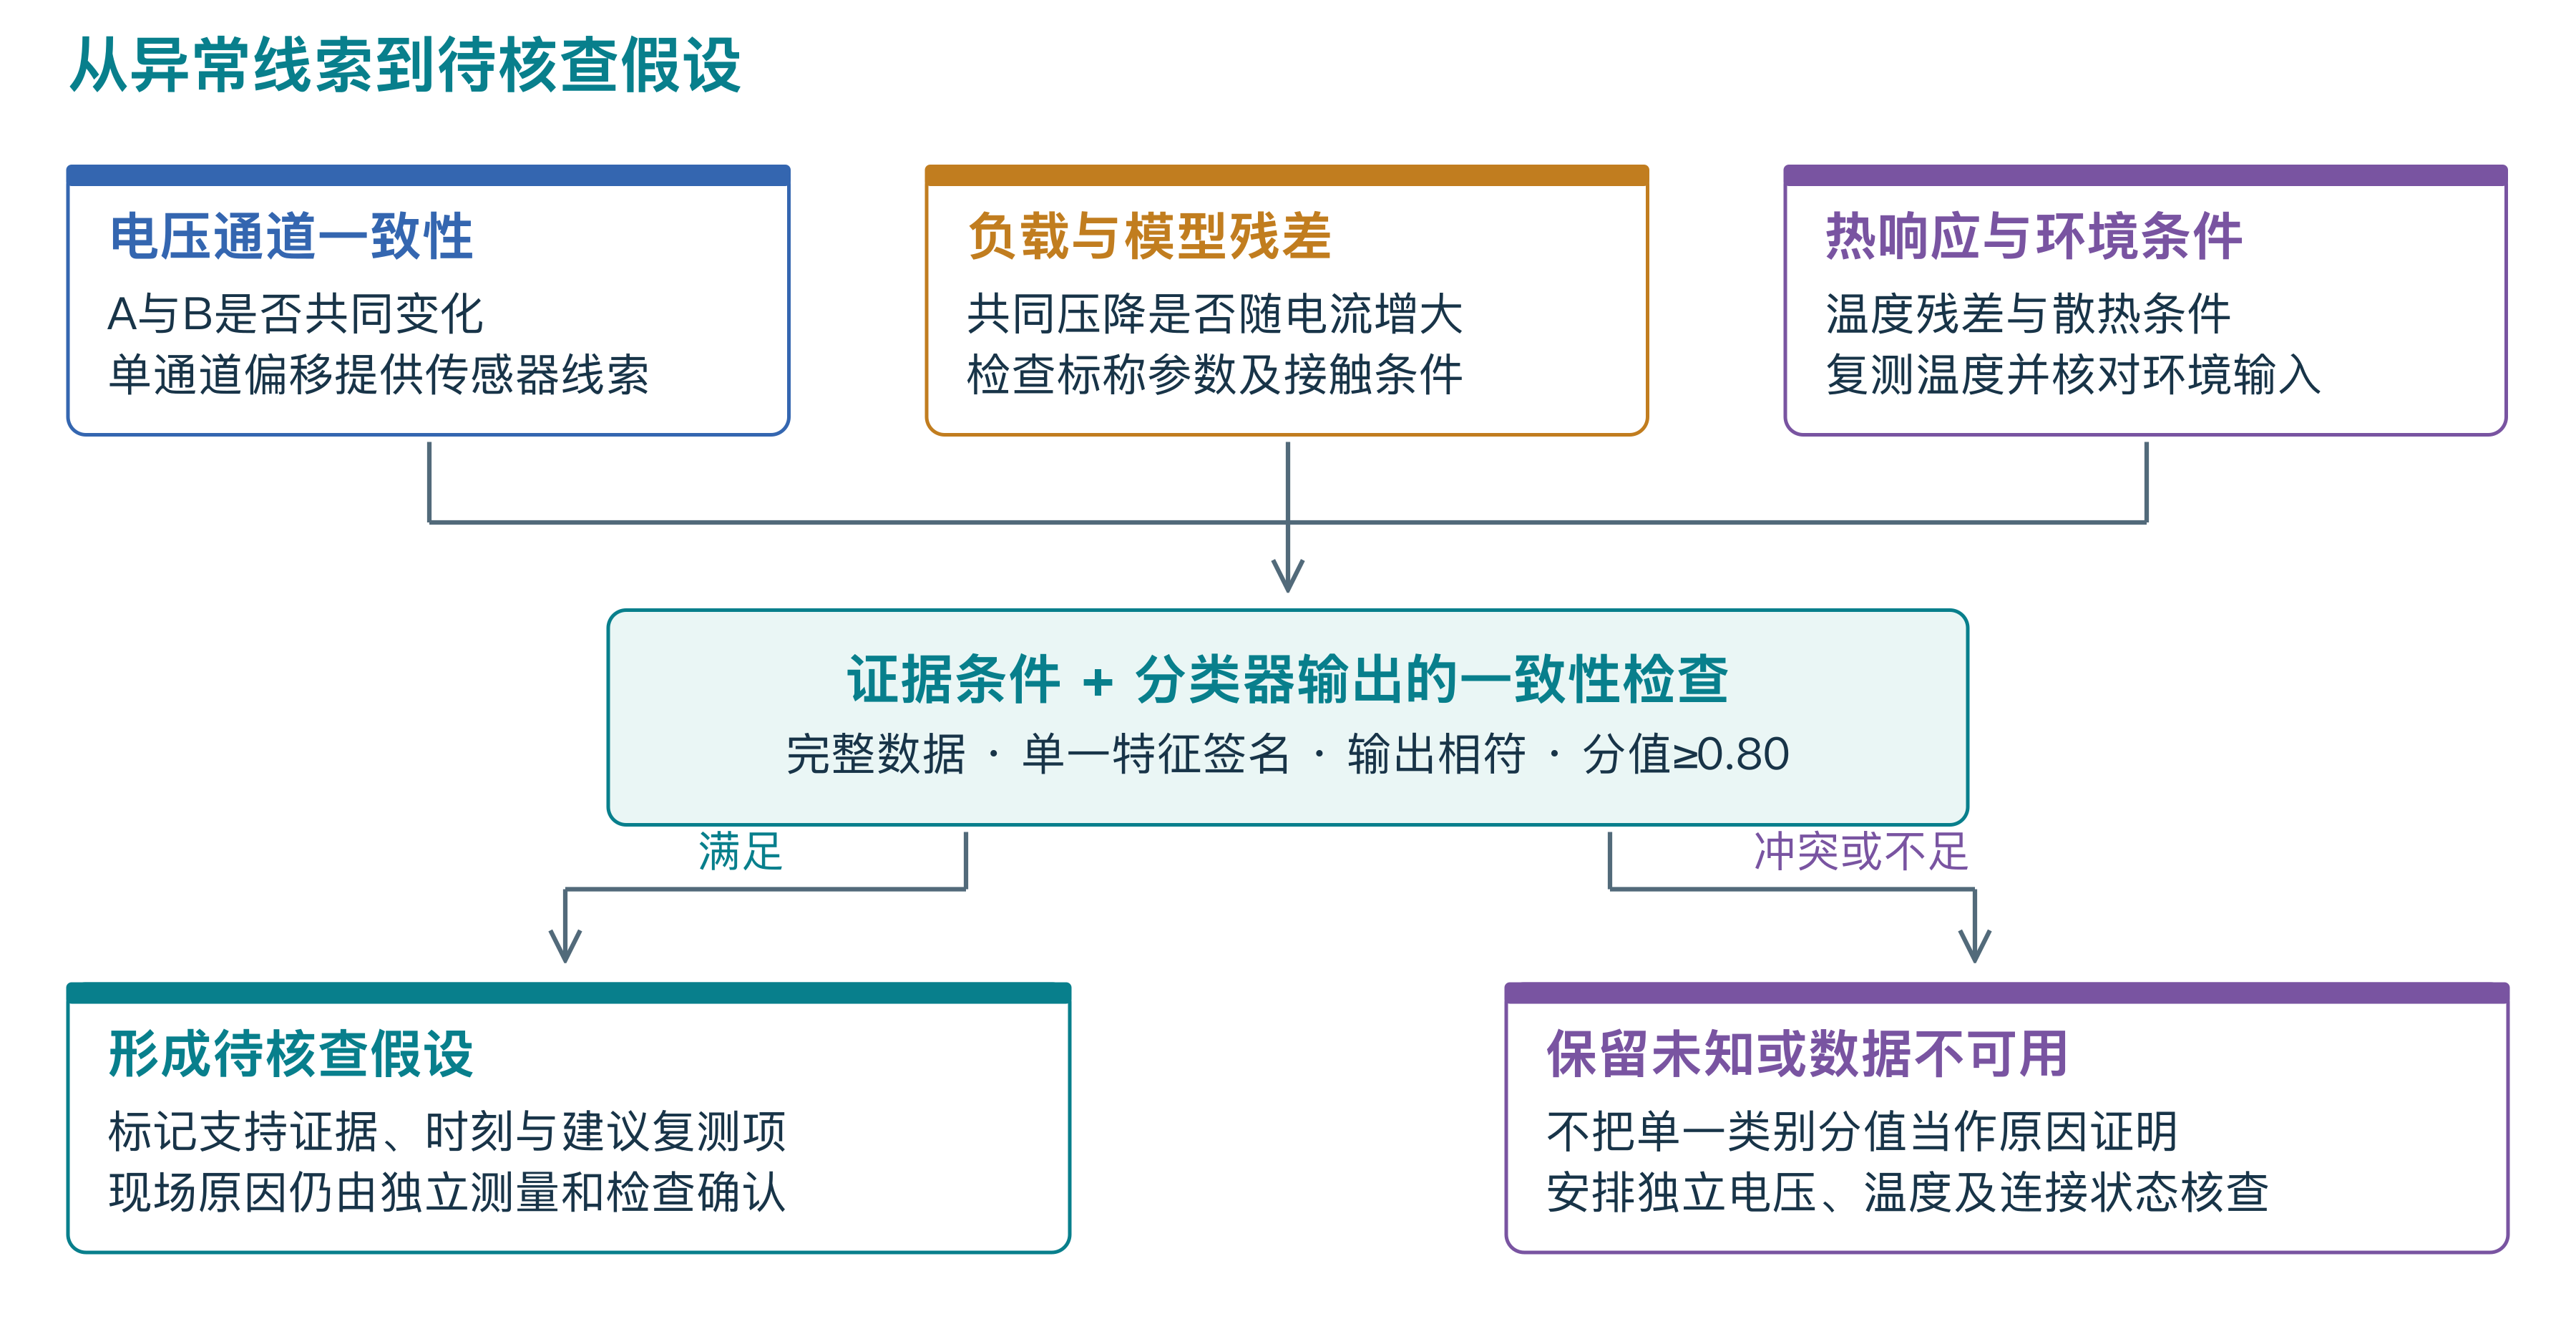 从异常线索到待核查假设
电压通道一致性
A与B是否共同变化
单通道偏移提供传感器线索
负载与模型残差
共同压降是否随电流增大
检查标称参数及接触条件
热响应与环境条件
温度残差与散热条件
复测温度并核对环境输入
证据条件 + 分类器输出的一致性检查
完整数据 · 单一特征签名 · 输出相符 · 分值≥0.80
满足
冲突或不足
形成待核查假设
标记支持证据、时刻与建议复测项
现场原因仍由独立测量和检查确认
保留未知或数据不可用
不把单一类别分值当作原因证明
安排独立电压、温度及连接状态核查